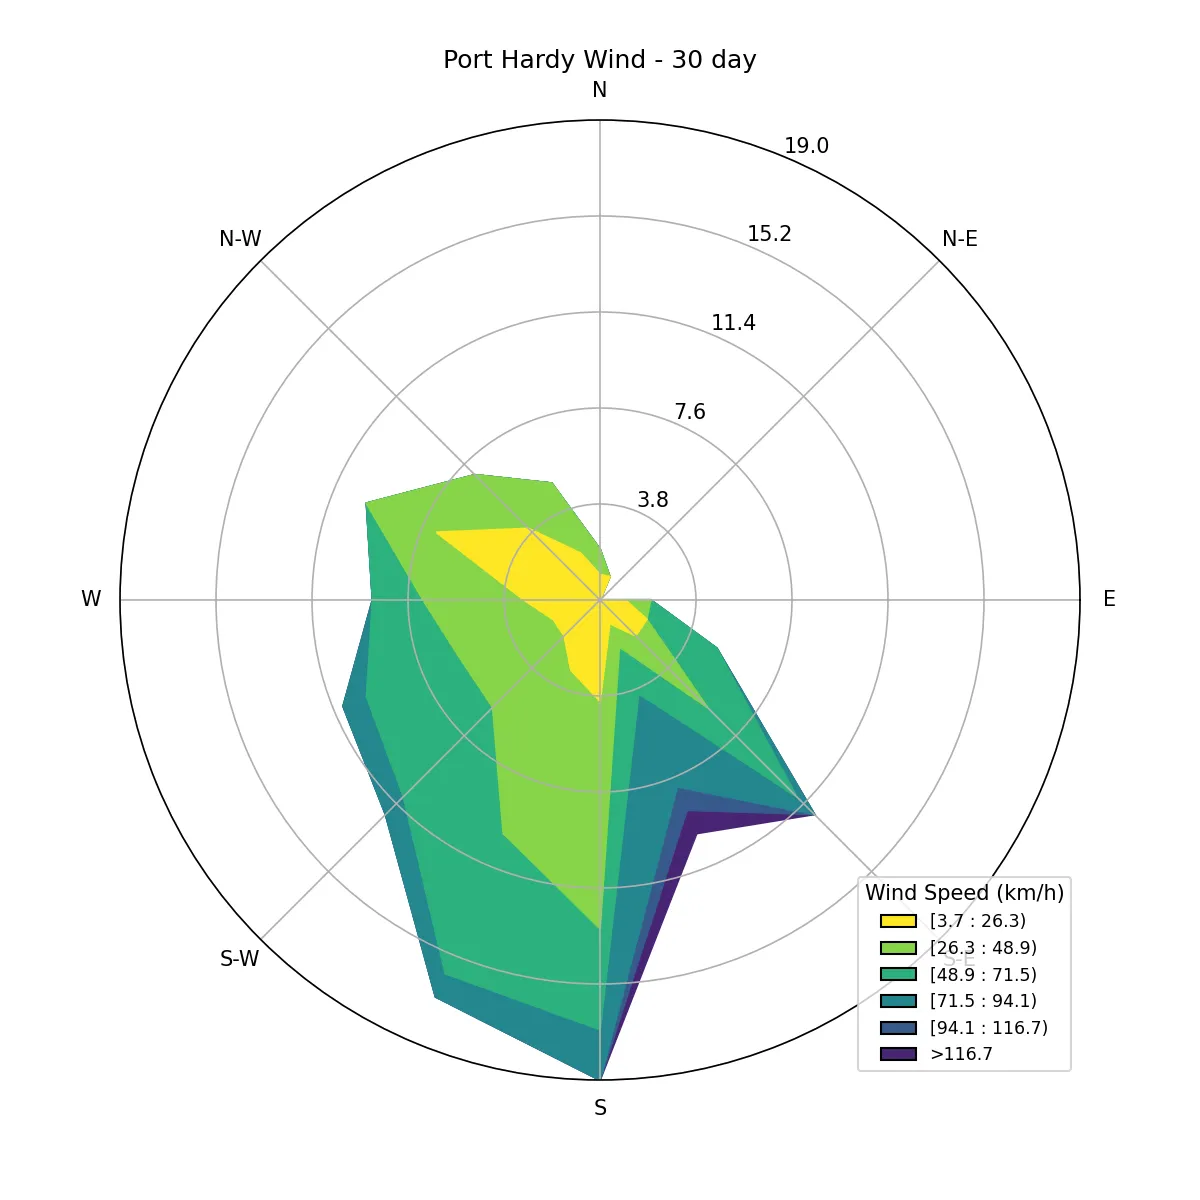 Port Hardy Wind - 30 day
N
19.0
15.2
N-W
N-E
11.4
7.6
3.8
W
E
Wind Speed (km/h)
[3.7 : 26.3)
[26.3 : 48.9)
S-W
S-E
[48.9 : 71.5)
[71.5 : 94.1)
[94.1 : 116.7)
>116.7
S